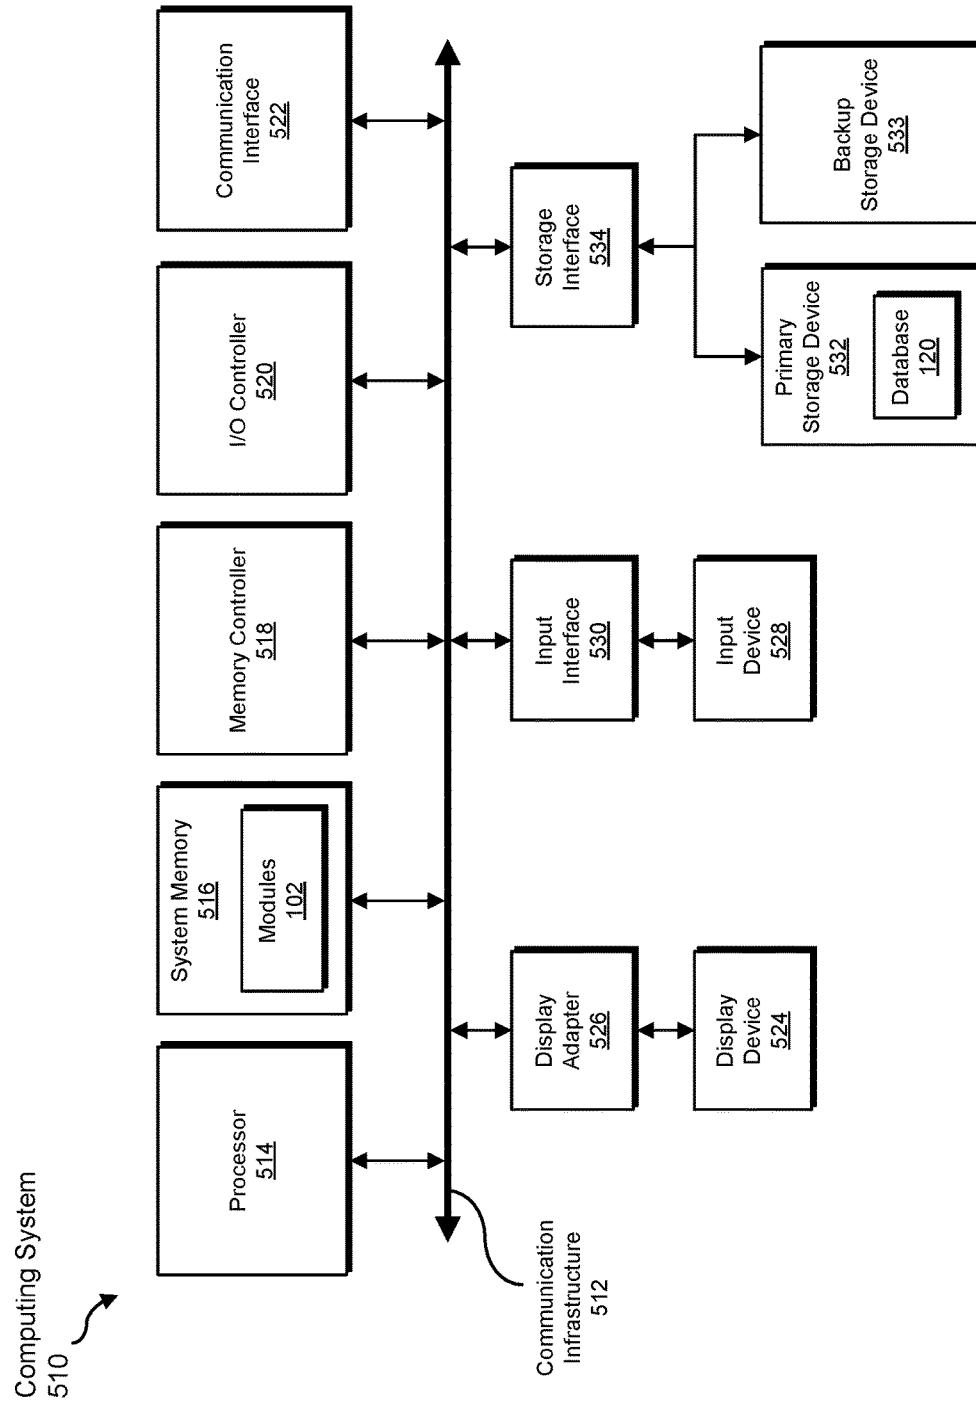 Computing System
510
Processor
514
System Memory
516
Modules
102
Memory Controller
518
I/O Controller
520
Communication
Interface
522
Communication
Infrastructure
512
Display
Adapter
526
Input
Interface
530
Storage
Interface
534
Display
Device
524
Input
Device
528
Primary
Storage Device
532
Database
120
Backup
Storage Device
533